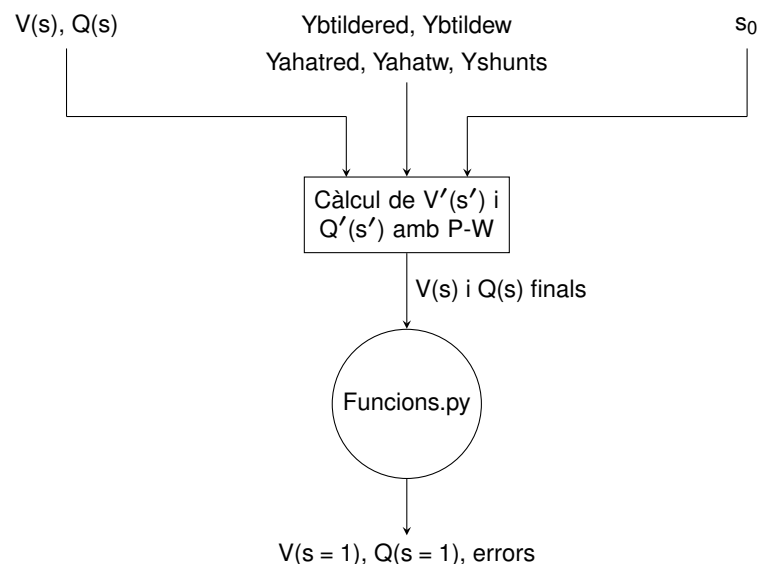 V(s), Q(s)
Ybtildered, Ybtildew
Yahatred, Yahatw, Yshunts
s₀
Càlcul de V′(s′) i
Q′(s′) amb P-W
V(s) i Q(s) finals
Funcions.py
V(s = 1), Q(s = 1), errors